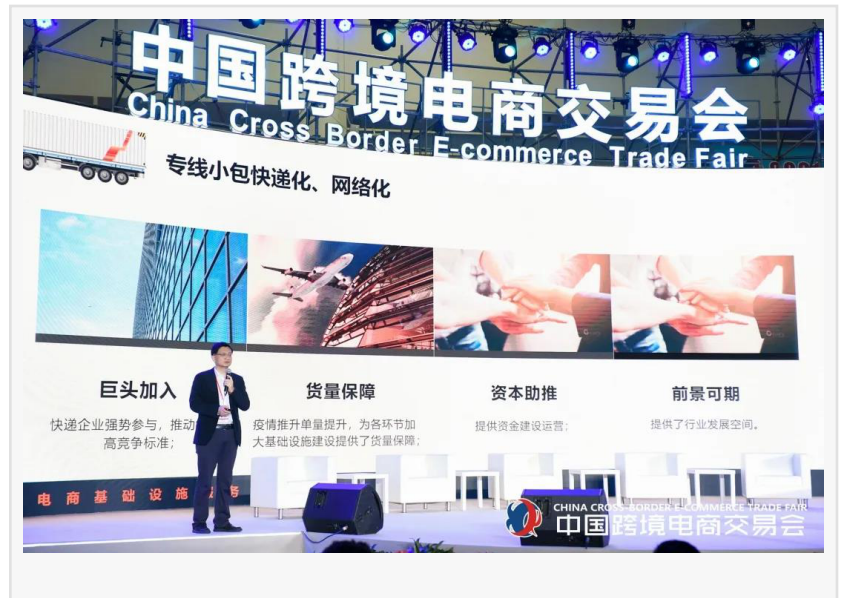 中国跨境电商交易会
China Cross Border E-commerce Trade Fair
专线小包快递化、网络化
巨头加入
快递企业强势参与，推动
高竞争标准；
货量保障
疫情推升单量提升，为各环节加
大基础设施建设提供了货量保障；
资本助推
提供资金建设运营；
前景可期
提供了行业发展空间。
电商基础设施服务
CHINA CROSS-BORDER E-COMMERCE TRADE FAIR
中国跨境电商交易会